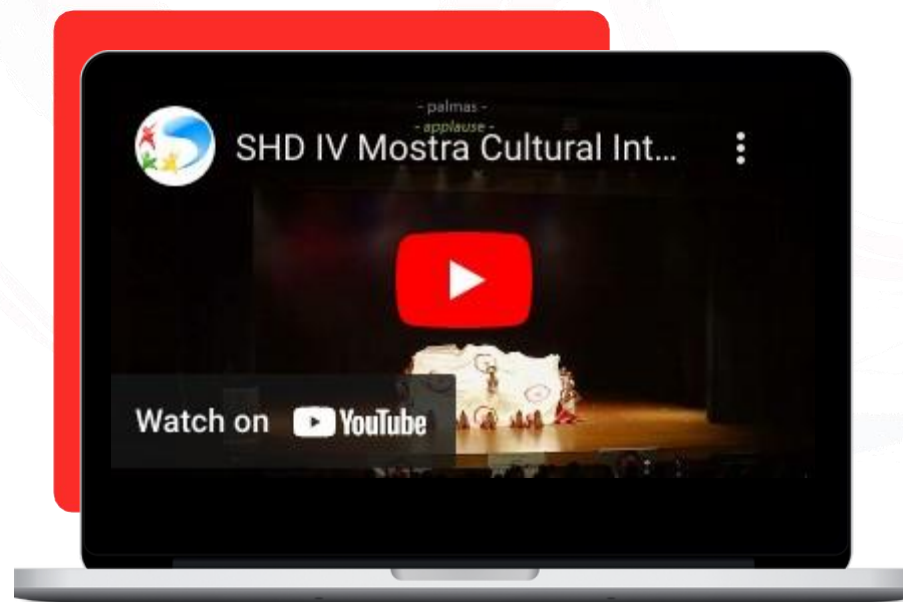 - palmas -
- applause -
SHD IV Mostra Cultural Int...
Watch on YouTube